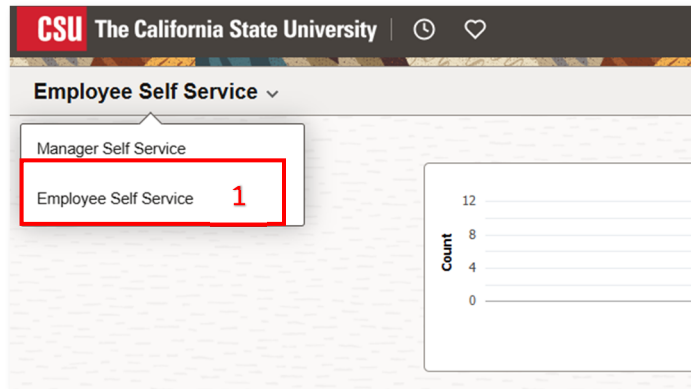 CSU The California State University
Employee Self Service
Manager Self Service
Employee Self Service 1
Count
12
8
4
0